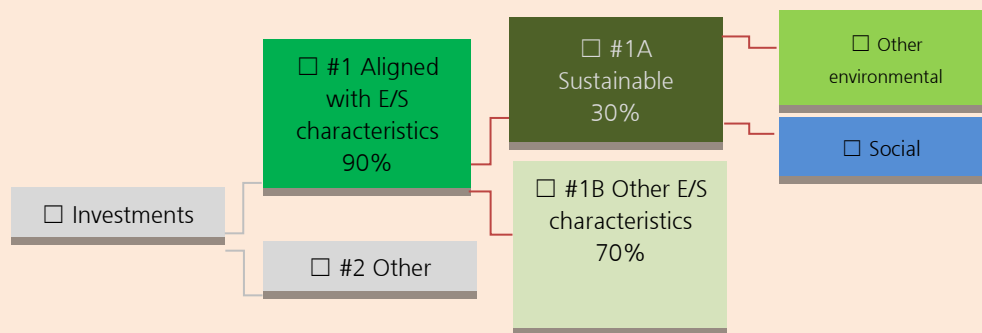 ☐ Investments
☐ #1 Aligned
with E/S
characteristics
90%
☐ #2 Other
☐ #1A
Sustainable
30%
☐ #1B Other E/S
characteristics
70%
☐ Other
environmental
☐ Social